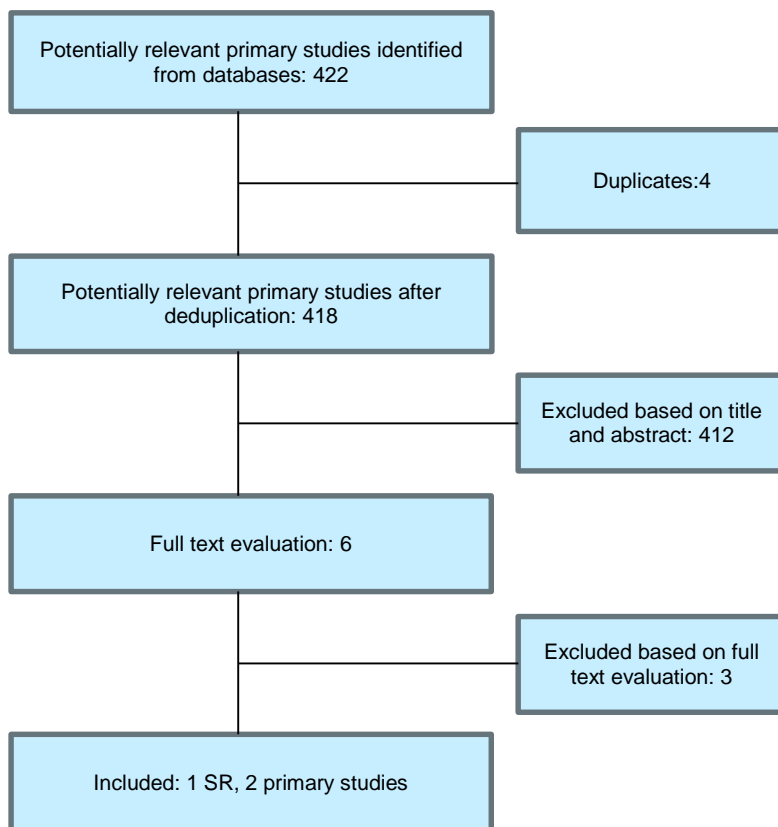 Potentially relevant primary studies identified
from databases: 422
Duplicates:4
Potentially relevant primary studies after
deduplication: 418
Excluded based on title
and abstract: 412
Full text evaluation: 6
Excluded based on full
text evaluation: 3
Included: 1 SR, 2 primary studies